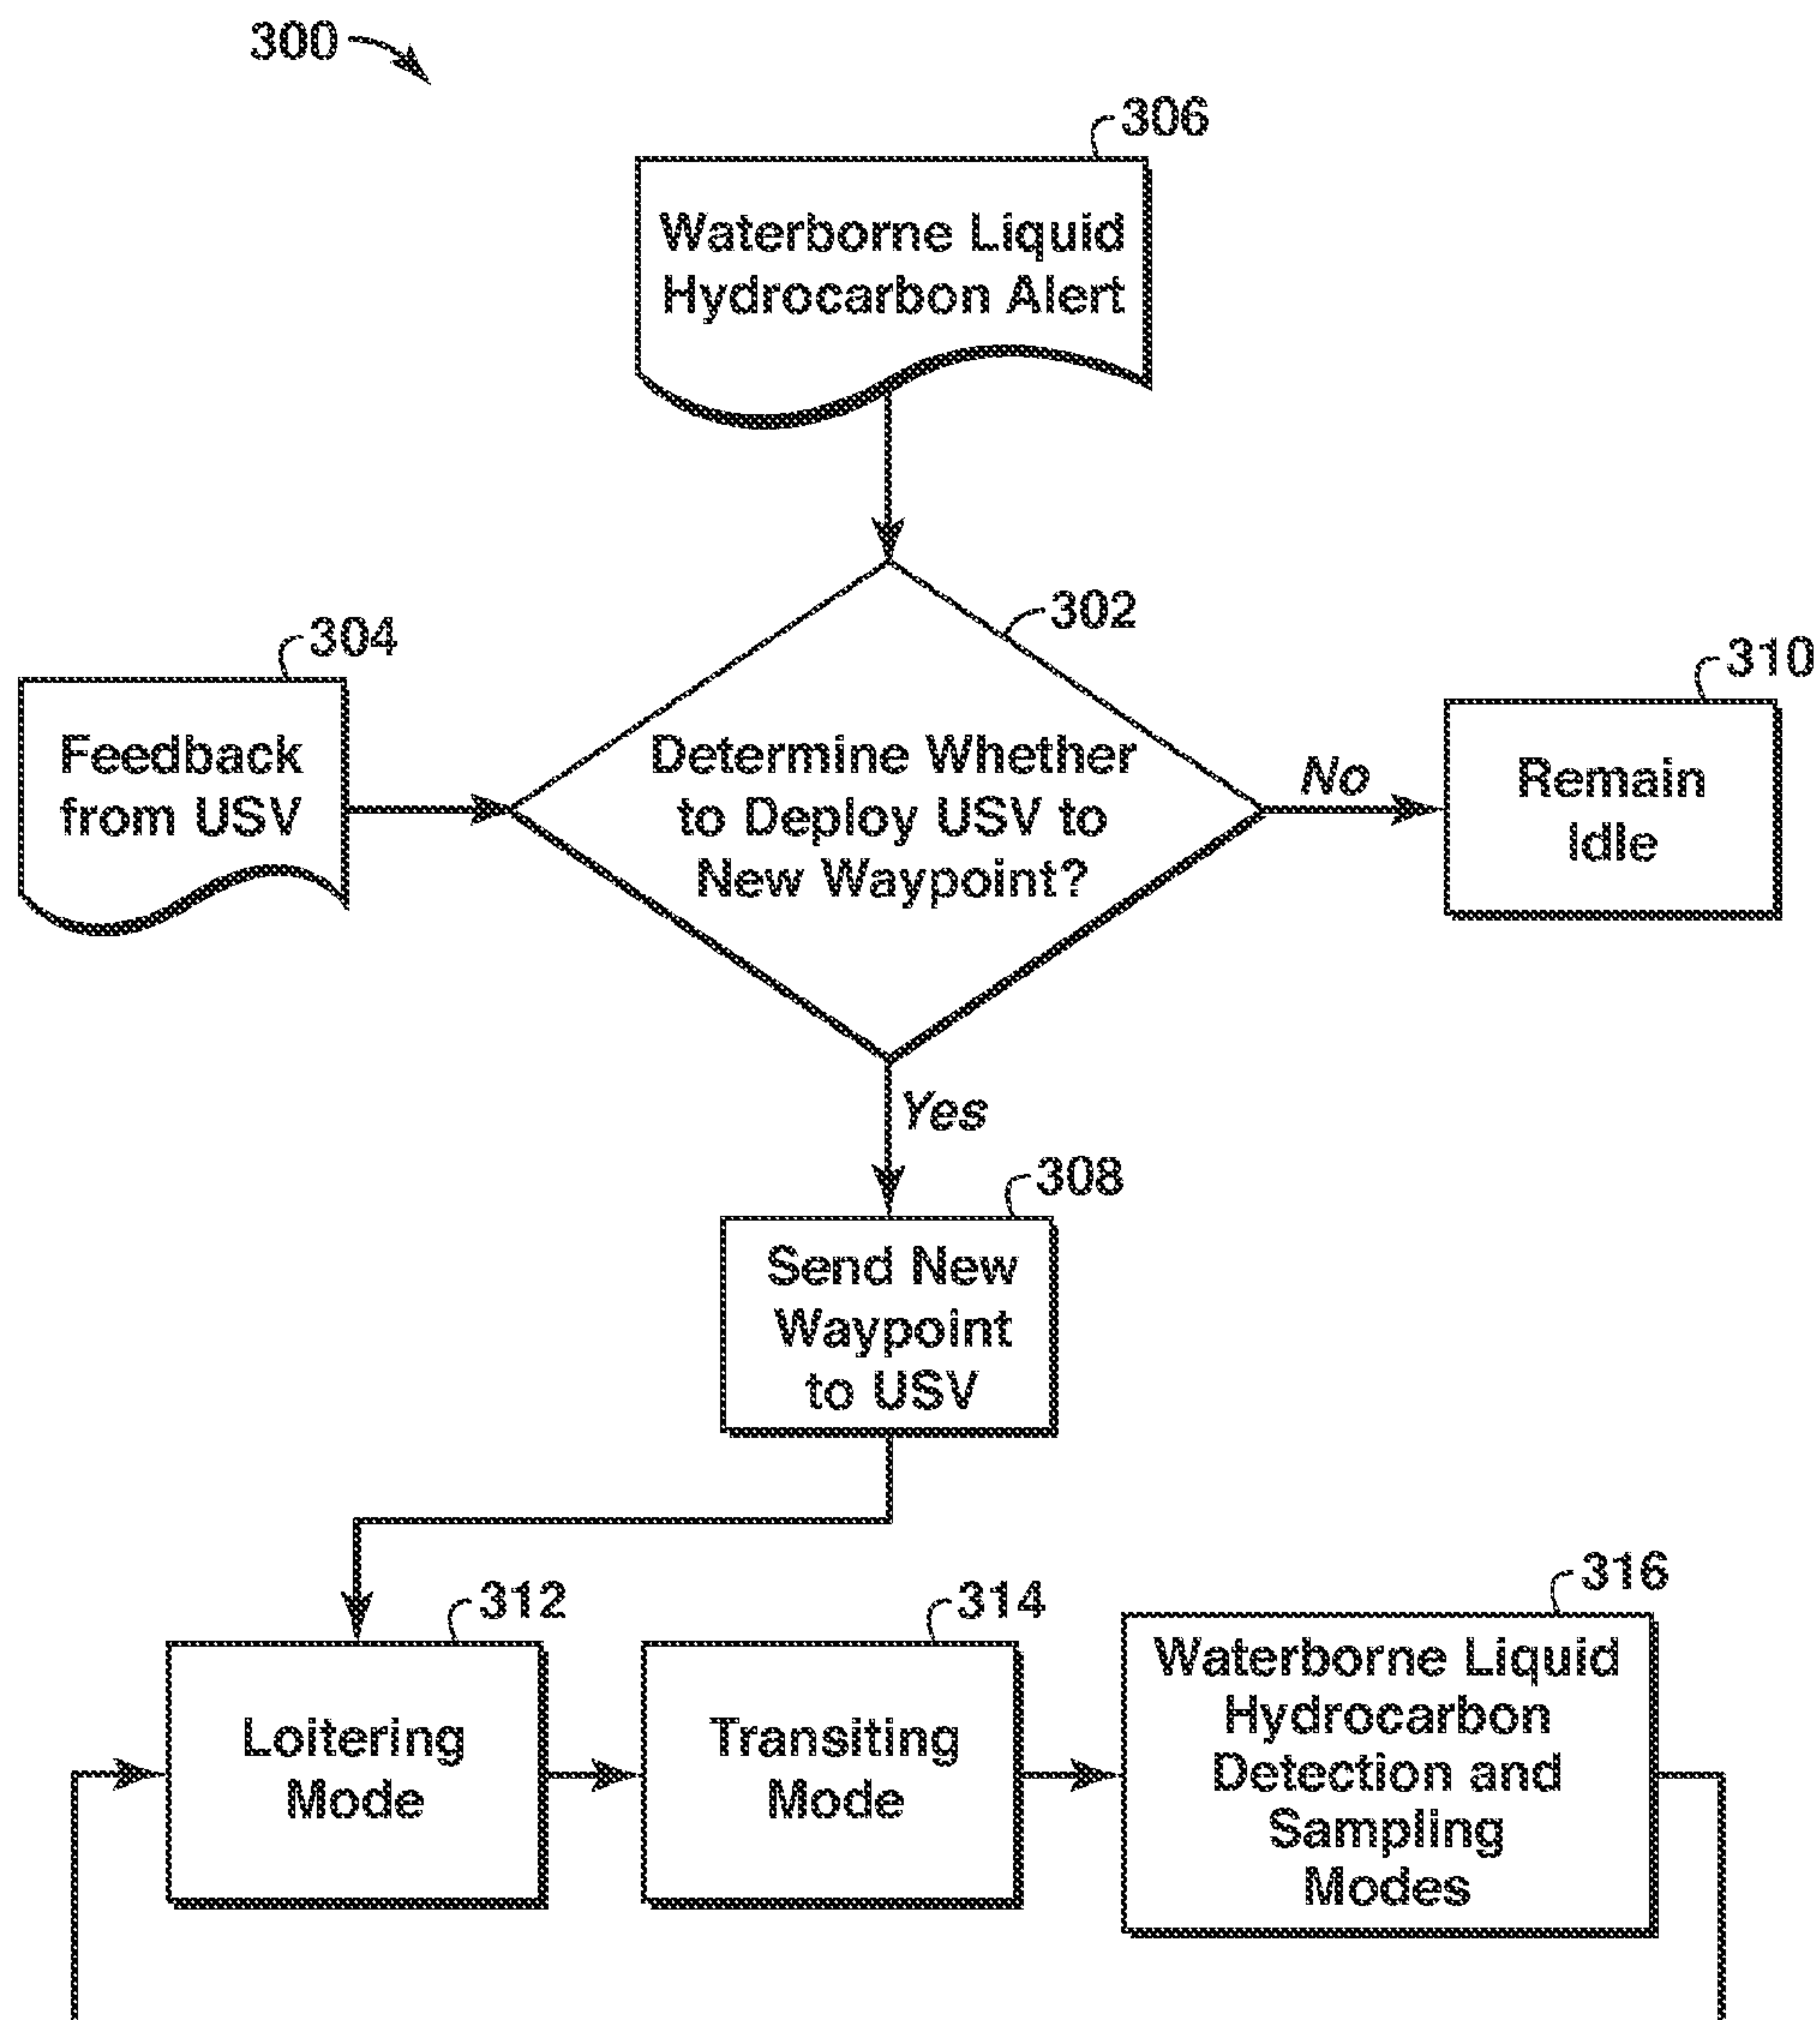 300
306
Waterborne Liquid
Hydrocarbon Alert
302
304
310
Feedback
from USV
Determine Whether
to Deploy USV to
New Waypoint?
No
Remain
Idle
Yes
308
Send New
Waypoint
to USV
312
314
316
Loitering
Mode
Transiting
Mode
Waterborne Liquid
Hydrocarbon
Detection and
Sampling
Modes